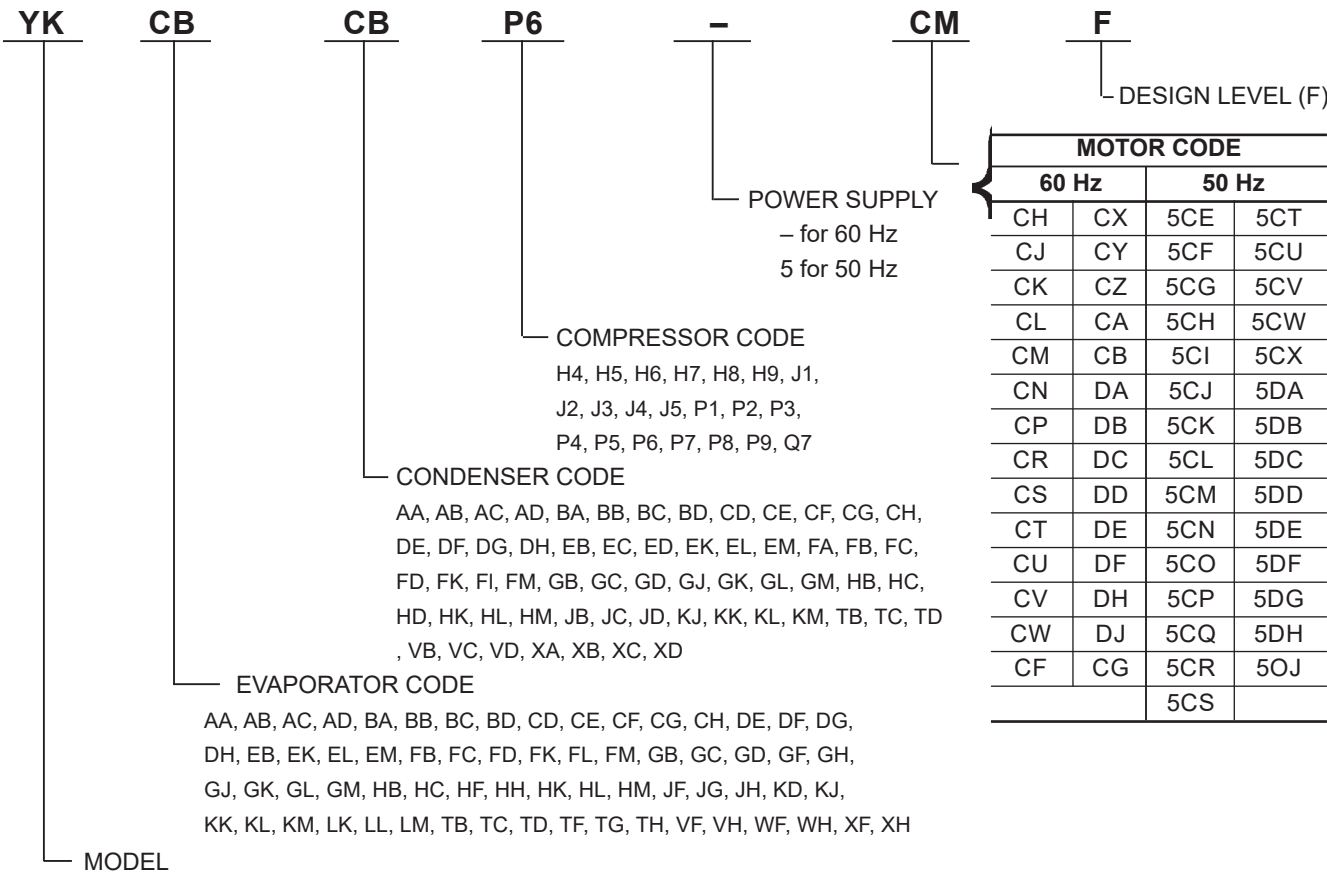 YK CB CB P6 – CM F
DESIGN LEVEL (F)
MOTOR CODE
60 Hz 50 Hz
CH CX 5CE 5CT
CJ CY 5CF 5CU
CK CZ 5CG 5CV
CL CA 5CH 5CW
CM CB 5CI 5CX
CN DA 5CJ 5DA
CP DB 5CK 5DB
CR DC 5CL 5DC
CS DD 5CM 5DD
CT DE 5CN 5DE
CU DF 5CO 5DF
CV DH 5CP 5DG
CW DJ 5CQ 5DH
CF CG 5CR 5OJ
5CS
POWER SUPPLY
– for 60 Hz
5 for 50 Hz
COMPRESSOR CODE
H4, H5, H6, H7, H8, H9, J1,
J2, J3, J4, J5, P1, P2, P3,
P4, P5, P6, P7, P8, P9, Q7
CONDENSER CODE
AA, AB, AC, AD, BA, BB, BC, BD, CD, CE, CF, CG, CH,
DE, DF, DG, DH, EB, EC, ED, EK, EL, EM, FA, FB, FC,
FD, FK, FI, FM, GB, GC, GD, GJ, GK, GL, GM, HB, HC,
HD, HK, HL, HM, JB, JC, JD, KJ, KK, KL, KM, TB, TC, TD
, VB, VC, VD, XA, XB, XC, XD
EVAPORATOR CODE
AA, AB, AC, AD, BA, BB, BC, BD, CD, CE, CF, CG, CH, DE, DF, DG,
DH, EB, EK, EL, EM, FB, FC, FD, FK, FL, FM, GB, GC, GD, GF, GH,
GJ, GK, GL, GM, HB, HC, HF, HH, HK, HL, HM, JF, JG, JH, KD, KJ,
KK, KL, KM, LK, LL, LM, TB, TC, TD, TF, TG, TH, VF, VH, WF, WH, XF, XH
MODEL